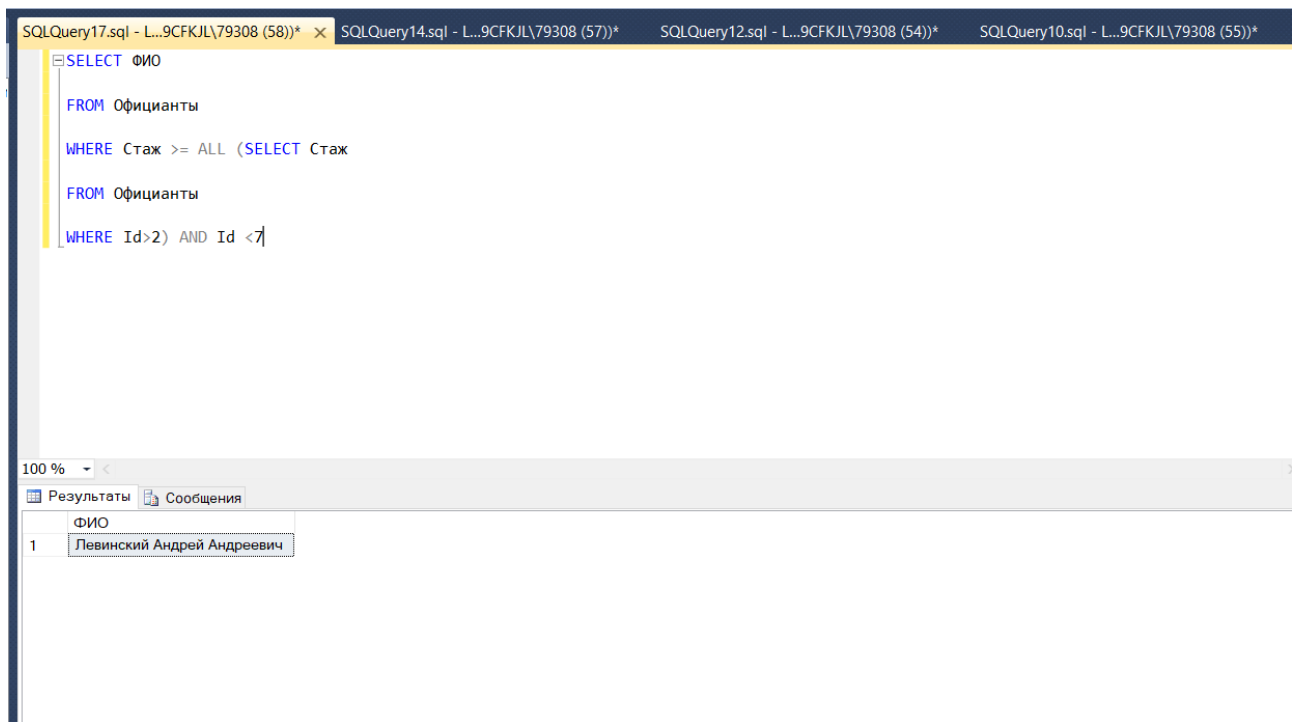 SQLQuery17.sql - L...9CFKJL\79308 (58))* × SQLQuery14.sql - L...9CFKJL\79308 (57))* SQLQuery12.sql - L...9CFKJL\79308 (54))* SQLQuery10.sql - L...9CFKJL\79308 (55))*
SELECT ФИО
FROM Официанты
WHERE Стаж >= ALL (SELECT Стаж
FROM Официанты
WHERE Id>2) AND Id <7
100 %
Результаты Сообщения
ФИО
1 Левинский Андрей Андреевич